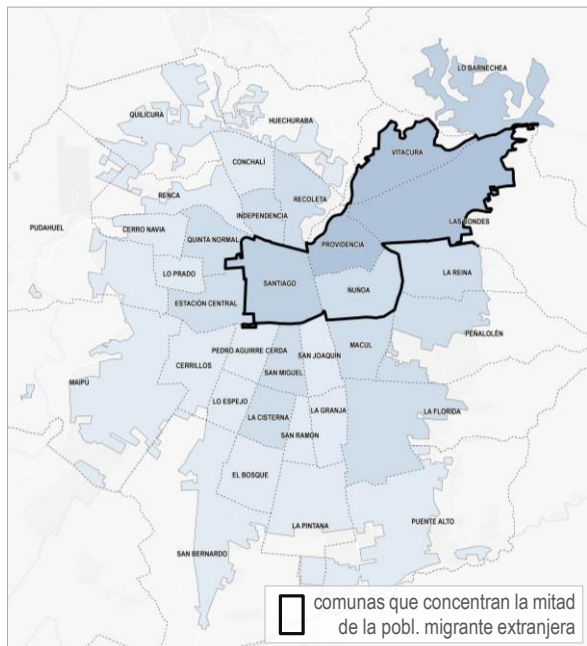 LO BARNECHEA
QUILICURA
HUECHURABA
VITACURA
CONCHALÍ
RENCA
RECOLETA
INDEPENDENCIA
LAS CONDES
PUDAHUEL
CERRO NAVIA
QUINTA NORMAL
PROVIDENCIA
LO PRADO
LA REINA
SANTIAGO
ÑUÑOA
ESTACIÓN CENTRAL
PEÑALOLÉN
PEDRO AGUIRRE CERDA
MACUL
SAN JOAQUÍN
CERRILLOS
SAN MIGUEL
MAIPÚ
LO ESPEJO
LA GRANJA
LA FLORIDA
LA CISTERNA
SAN RAMÓN
EL BOSQUE
PUENTE ALTO
LA PINTANA
SAN BERNARDO
comunas que concentran la mitad
de la pobl. migrante extranjera